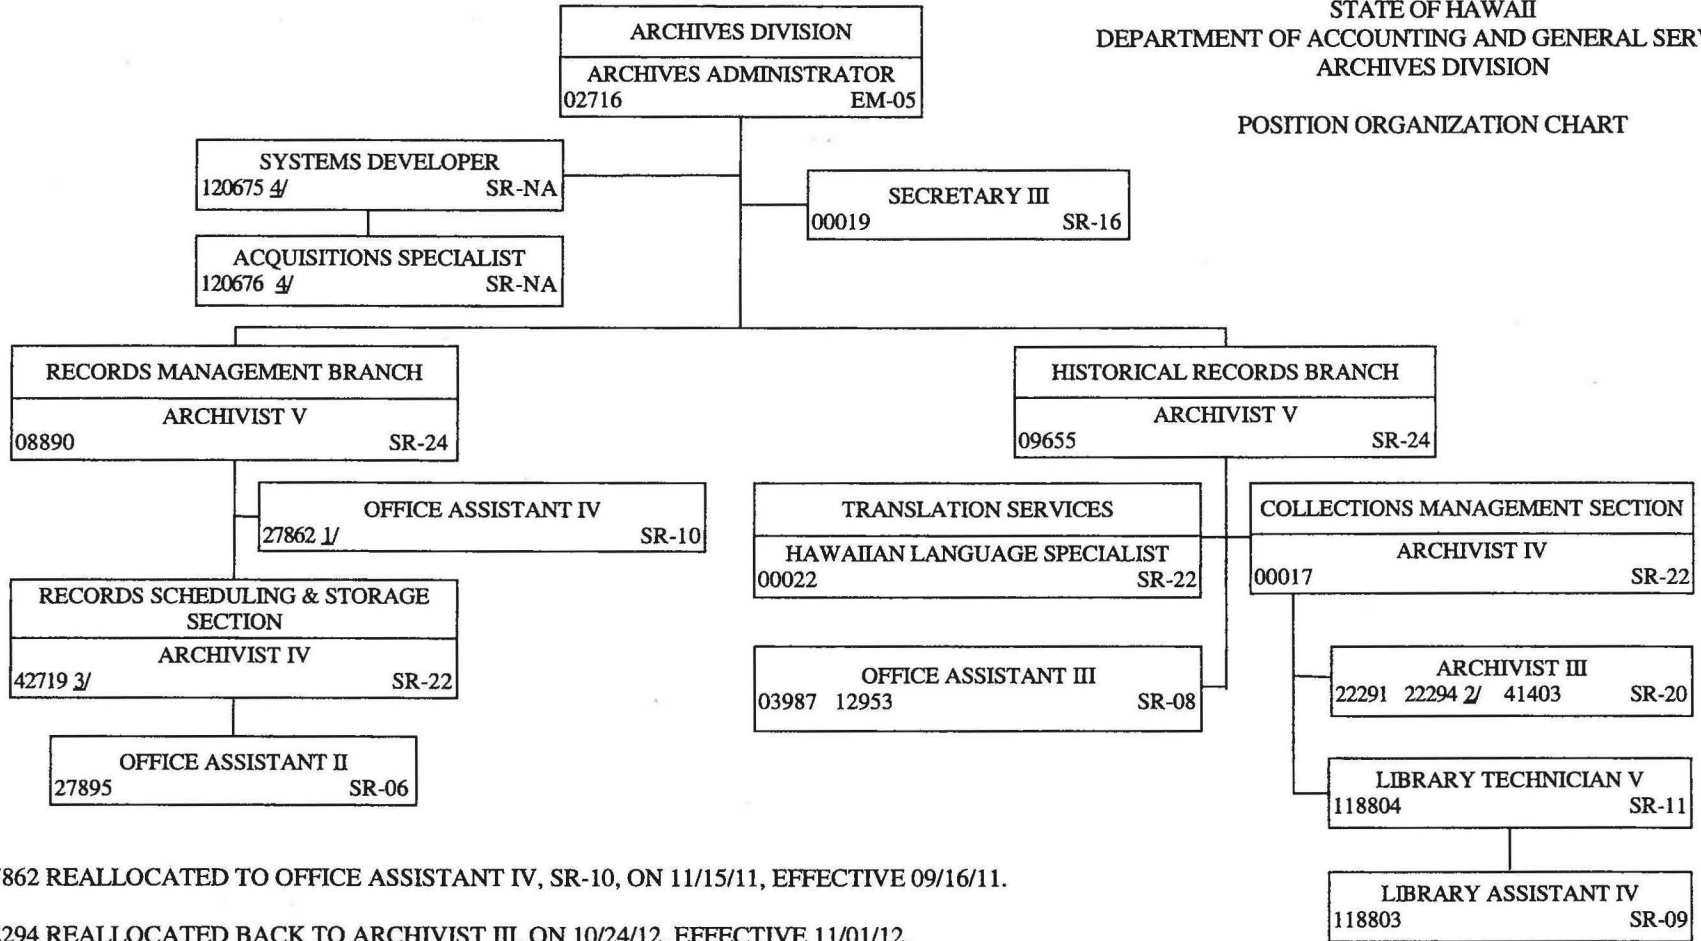 STATE OF HAWAII
DEPARTMENT OF ACCOUNTING AND GENERAL
ARCHIVES DIVISION
POSITION ORGANIZATION CHART
ARCHIVES DIVISION
ARCHIVES ADMINISTRATOR
02716 EM-05
SYSTEMS DEVELOPER
120675 4/ SR-NA
SECRETARY III
00019 SR-16
ACQUISITIONS SPECIALIST
120676 4/ SR-NA
RECORDS MANAGEMENT BRANCH
ARCHIVIST V
08890 SR-24
OFFICE ASSISTANT IV
27862 1/ SR-10
RECORDS SCHEDULING & STORAGE
SECTION
ARCHIVIST IV
42719 3/ SR-22
OFFICE ASSISTANT II
27895 SR-06
HISTORICAL RECORDS BRANCH
ARCHIVIST V
09655 SR-24
TRANSLATION SERVICES
HAWAIIAN LANGUAGE SPECIALIST
00022 SR-22
OFFICE ASSISTANT III
03987 12953 SR-08
COLLECTIONS MANAGEMENT SECTION
ARCHIVIST IV
00017 SR-22
ARCHIVIST III
22291 22294 2/ 41403 SR-20
LIBRARY TECHNICIAN V
118804 SR-11
LIBRARY ASSISTANT IV
118803 SR-09
862 REALLOCATED TO OFFICE ASSISTANT IV, SR-10, ON 11/15/11, EFFECTIVE 09/16/11.
294 REALLOCATED BACK TO ARCHIVIST III, ON 10/24/12, EFFECTIVE 11/01/12.